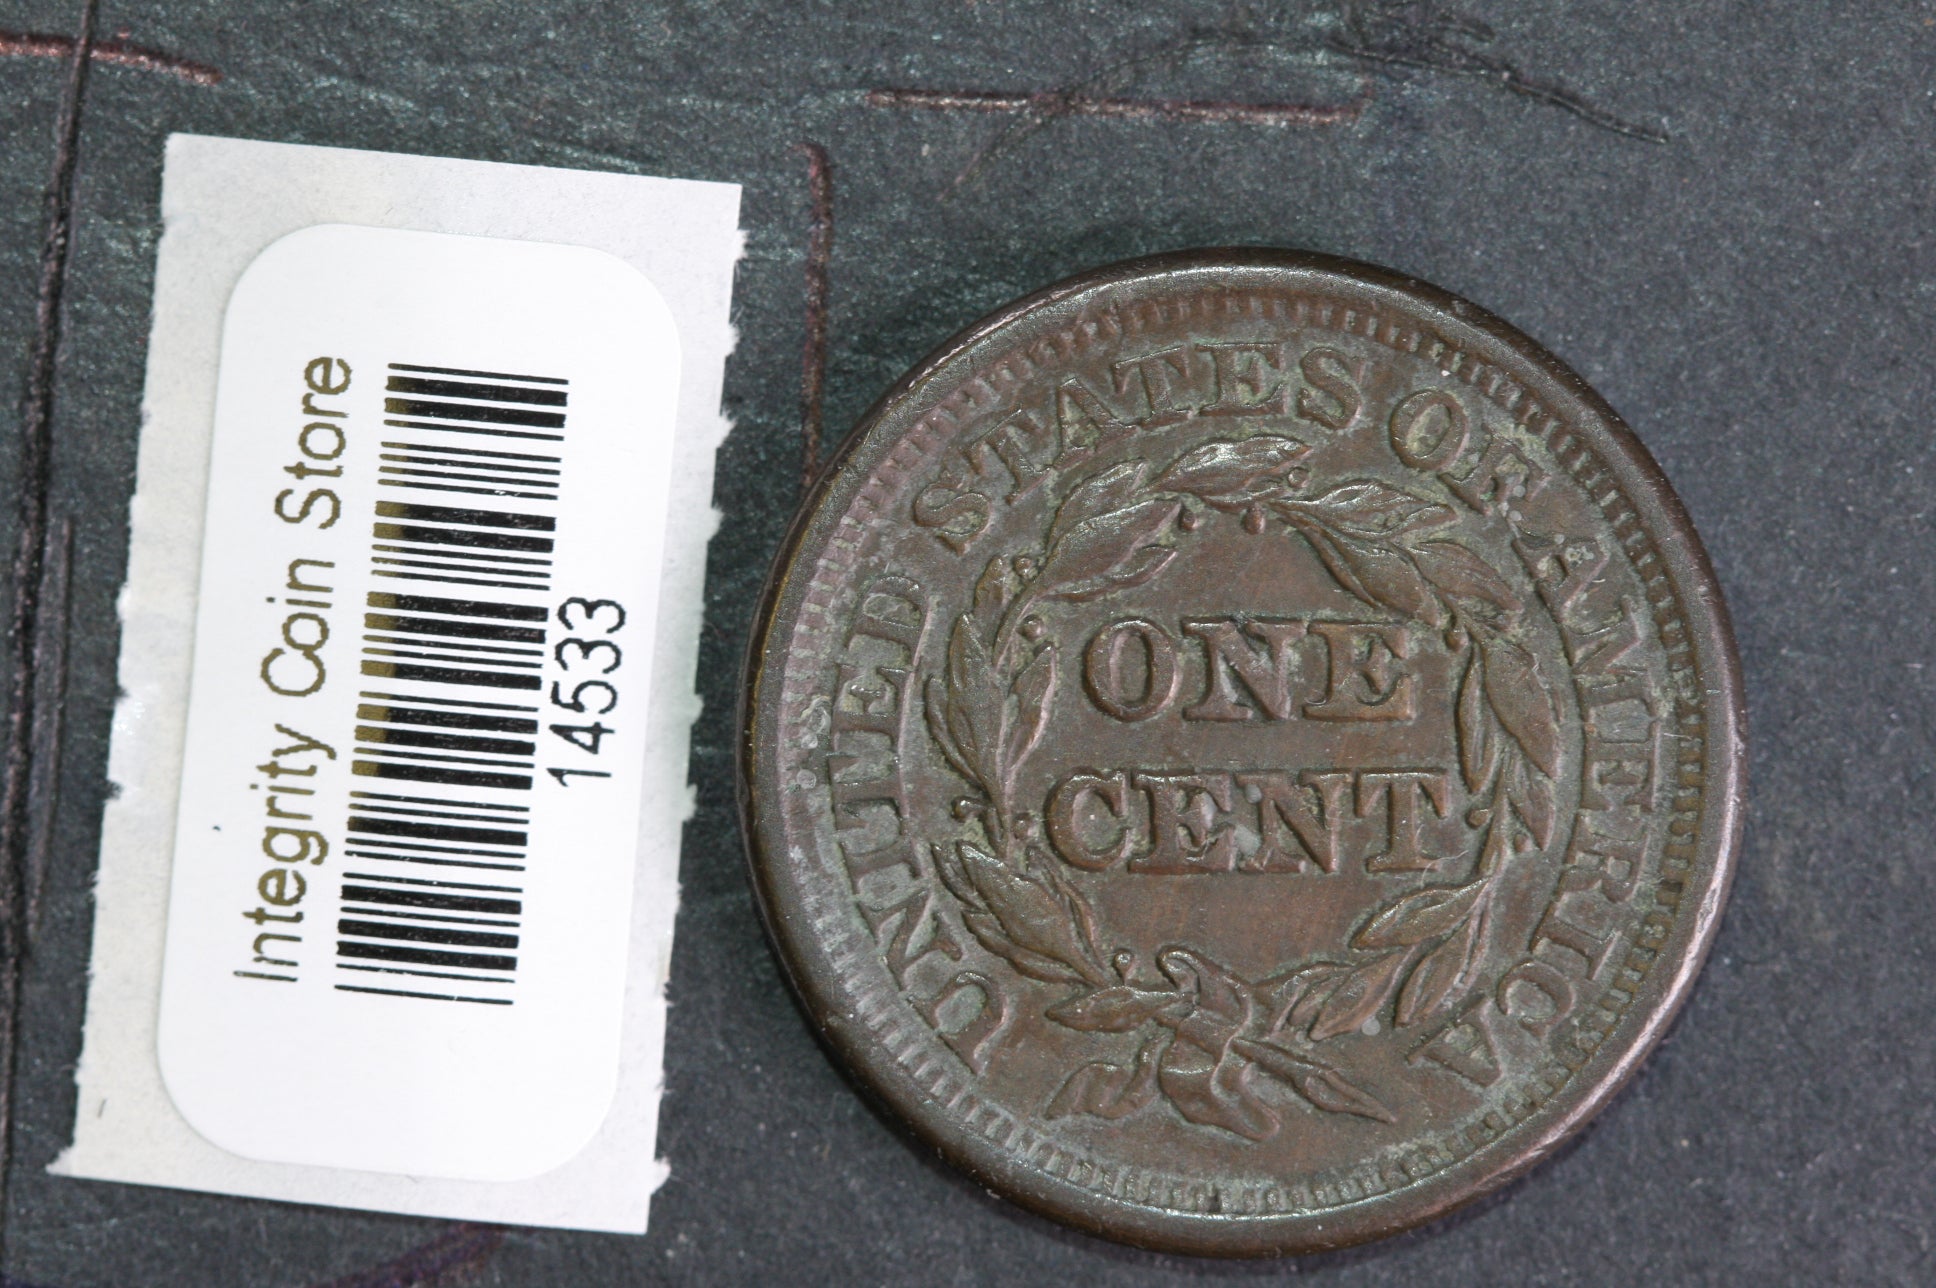 Integrity Coin Store
14533
UNITED STATES OF AMERICA
ONE
CENT